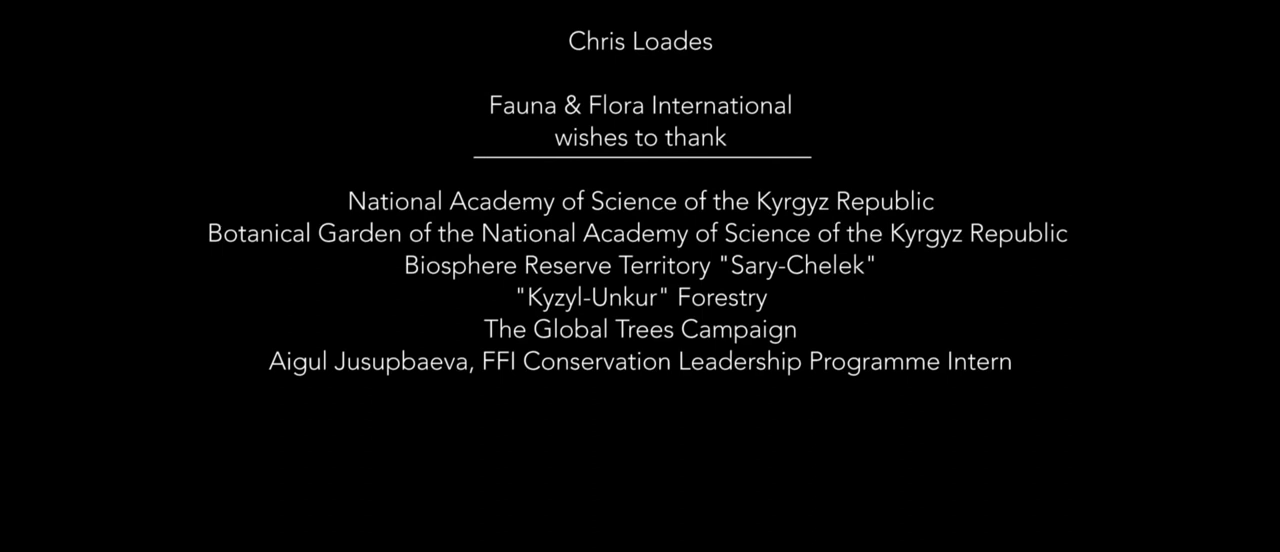 Chris Loades
Fauna & Flora International
wishes to thank
National Academy of Science of the Kyrgyz Republic
Botanical Garden of the National Academy of Science of the Kyrgyz Republic
Biosphere Reserve Territory "Sary-Chelek"
"Kyzyl-Unkur" Forestry
The Global Trees Campaign
Aigul Jusupbaeva, FFI Conservation Leadership Programme Intern